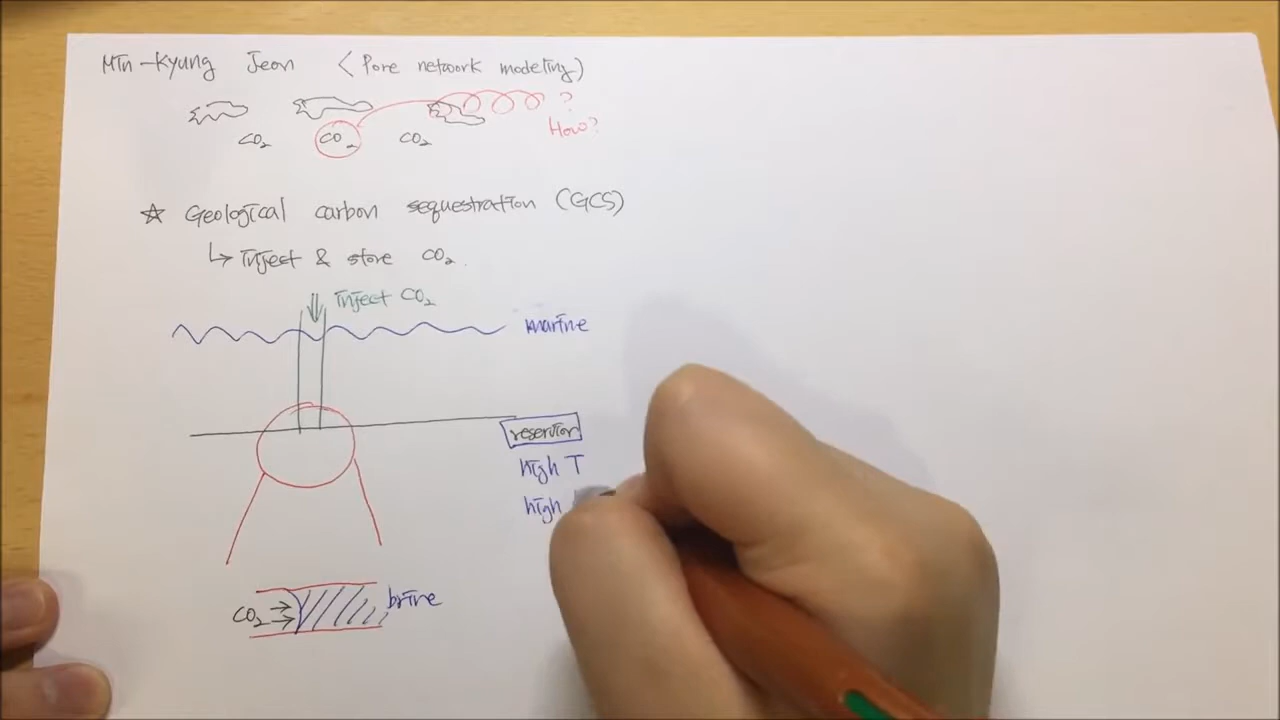 Min-Kyung Jeon < Pore network modeling)
?
How?
CO2 CO2 CO2
☆ Geological carbon sequestration (GCS)
↳ inject & store CO2.
inject CO2
marine
reservior
high T
high
CO2 brine